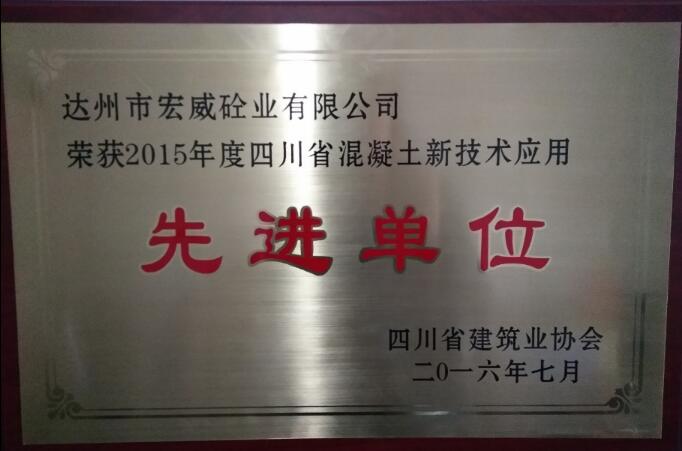 达州市宏威砼业有限公司
荣获2015年度四川省混凝土新技术应用
先进单位
四川省建筑业协会
二〇一六年七月